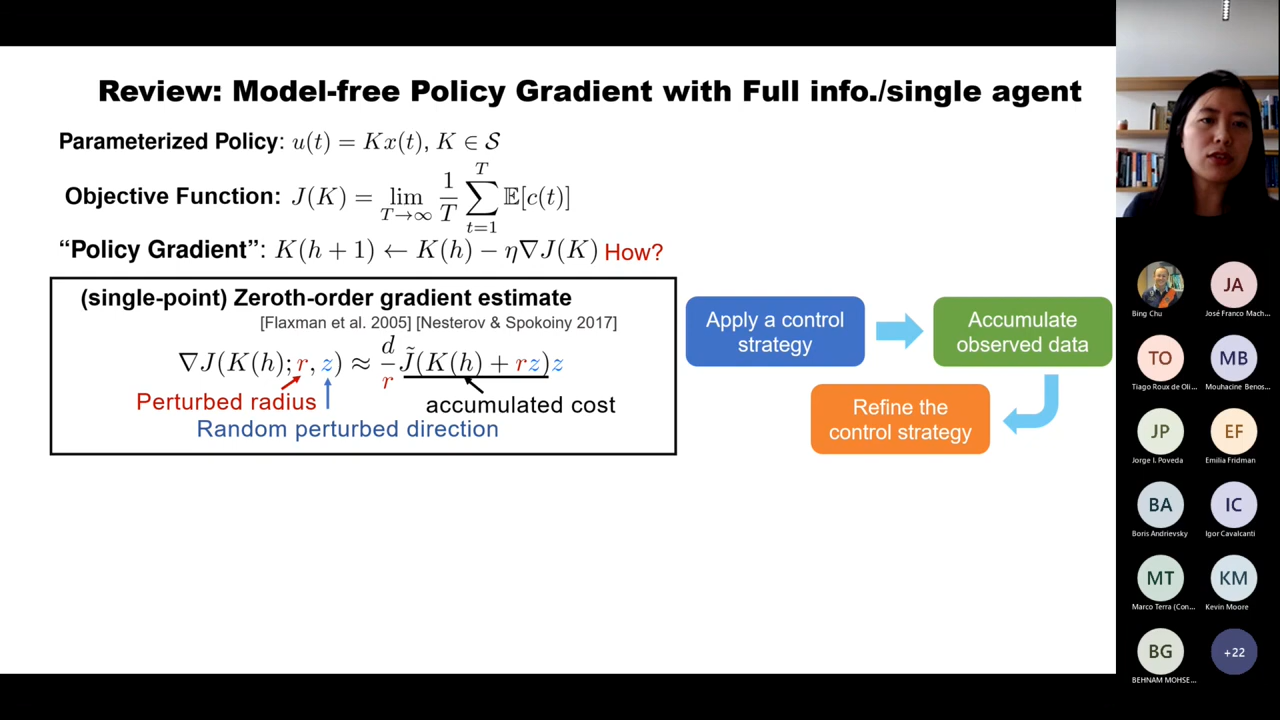 Review: Model-free Policy Gradient with Full info./single agent
Parameterized Policy: u(t) = Kx(t), K ∈ 𝒮
Objective Function: J(K) = lim_{T→∞} \frac{1}{T} \sum_{t=1}^{T} 𝔼[c(t)]
“Policy Gradient”: K(h + 1) ← K(h) − η∇J(K) How?
(single-point) Zeroth-order gradient estimate
[Flaxman et al. 2005] [Nesterov & Spokoiny 2017]
∇J(K(h); r, z) ≈ \frac{d}{r} \tilde{J}(K(h) + rz)z
Perturbed radius
accumulated cost
Random perturbed direction
Apply a control
strategy
Accumulate
observed data
Refine the
control strategy
Bing Chu
JA
José Franco Mach...
TO
Tiago Roux de Oli...
MB
Mouhacine Benos...
JP
Jorge I. Poveda
EF
Emilia Fridman
BA
Boris Andrievsky
IC
Igor Cavalcanti
MT
Marco Terra (Con...
KM
Kevin Moore
BG
BEHNAM MOHSE...
+22